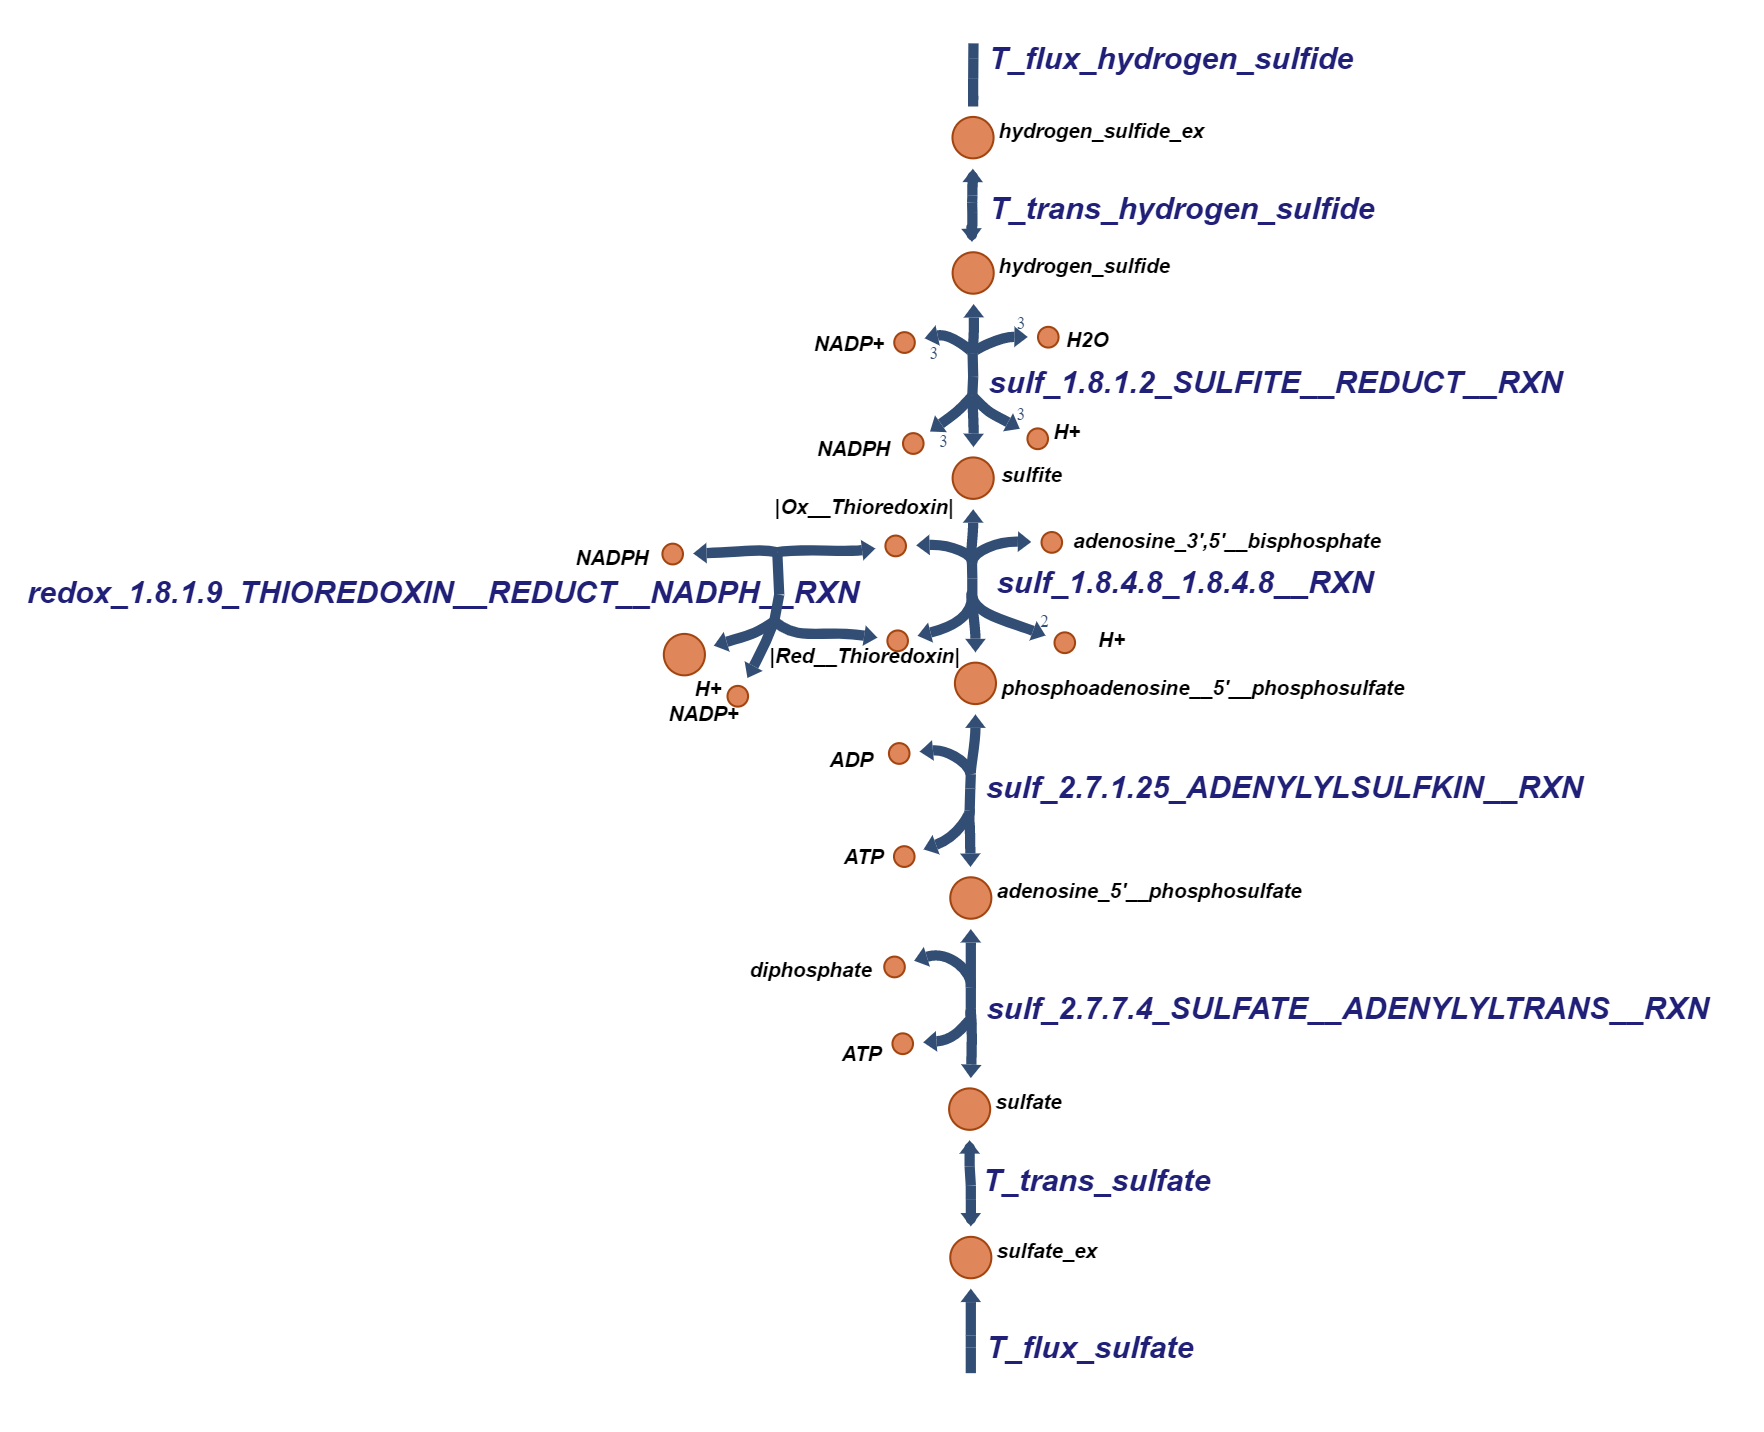 T_flux_hydrogen_sulfide
hydrogen_sulfide_ex
T_trans_hydrogen_sulfide
hydrogen_sulfide
3
NADP+
H2O
3
sulf_1.8.1.2_SULFITE__REDUCT__RXN
3
H+
NADPH
3
sulfite
|Ox__Thioredoxin|
NADPH
adenosine_3',5'__bisphosphate
redox_1.8.1.9_THIOREDOXIN__REDUCT__NADPH__RXN
sulf_1.8.4.8_1.8.4.8__RXN
2
H+
|Red__Thioredoxin|
H+
phosphoadenosine__5'__phosphosulfate
NADP+
ADP
sulf_2.7.1.25_ADENYLYLSULFKIN__RXN
ATP
adenosine_5'__phosphosulfate
diphosphate
sulf_2.7.7.4_SULFATE__ADENYLYLTRANS__RXN
ATP
sulfate
T_trans_sulfate
sulfate_ex
T_flux_sulfate